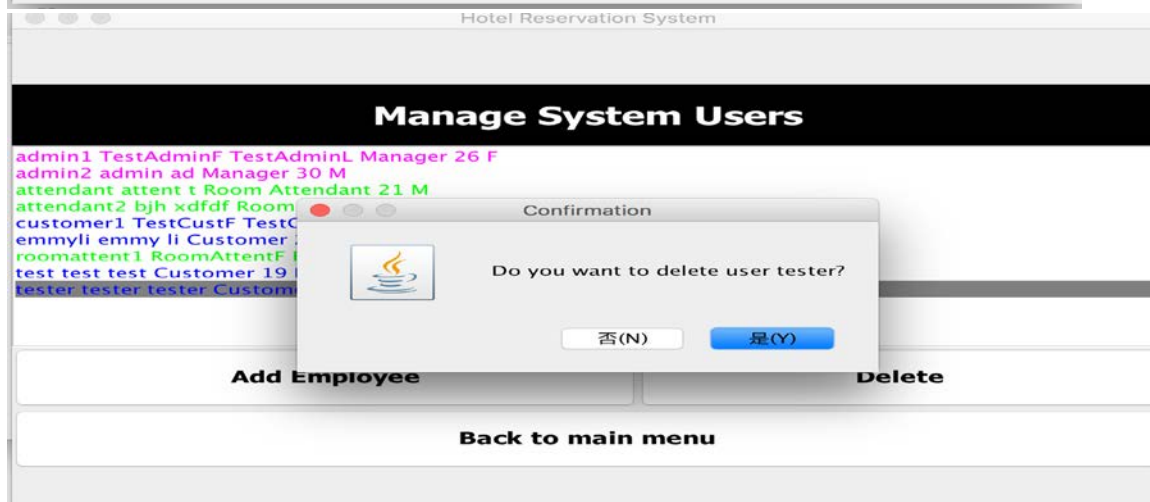 Hotel Reservation System
Manage System Users
admin1 TestAdminF TestAdminL Manager 26 F
admin2 admin ad Manager 30 M
attendant attent t Room Attendant 21 M
attendant2 bjh xdfdf Room
customer1 TestCustF
emmyli emmy li Customer
roomattent1 RoomAttentF
test test test Customer 19
tester tester tester
Confirmation
Do you want to delete user tester?
否(N) 是(Y)
Add Employee Delete
Back to main menu